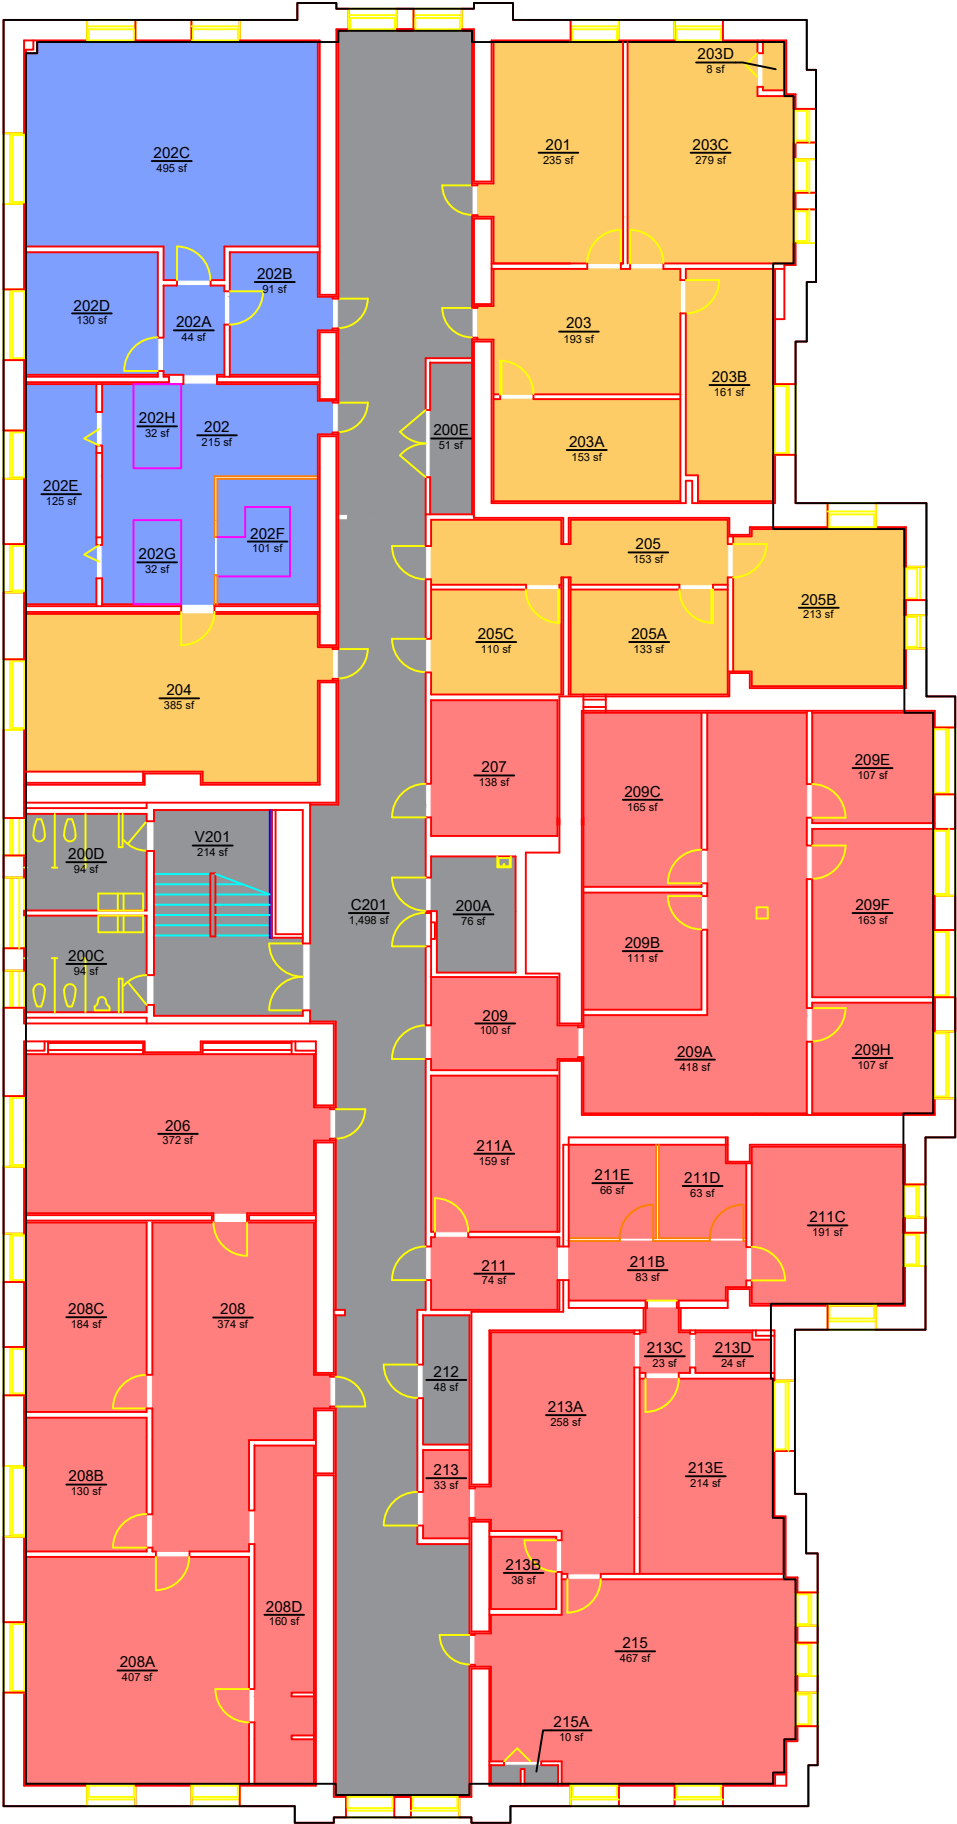 203D
8 sf
202C
495 sf
201
235 sf
203C
279 sf
202B
91 sf
202D
130 sf
202A
44 sf
203
193 sf
203B
161 sf
203A
153 sf
202H
32 sf
202
215 sf
200E
51 sf
202E
125 sf
202F
101 sf
202G
32 sf
205
153 sf
205B
213 sf
205C
110 sf
205A
133 sf
204
385 sf
207
138 sf
209C
165 sf
209E
107 sf
V201
214 sf
200D
94 sf
C201
1,498 sf
200A
76 sf
209F
163 sf
209B
111 sf
200C
94 sf
209
100 sf
209A
418 sf
209H
107 sf
206
372 sf
211A
159 sf
211E
66 sf
211D
63 sf
211C
191 sf
211
74 sf
211B
83 sf
208C
184 sf
208
374 sf
212
48 sf
213C
23 sf
213D
24 sf
213A
258 sf
208B
130 sf
213
33 sf
213E
214 sf
213B
38 sf
208D
160 sf
208A
407 sf
215
467 sf
215A
10 sf